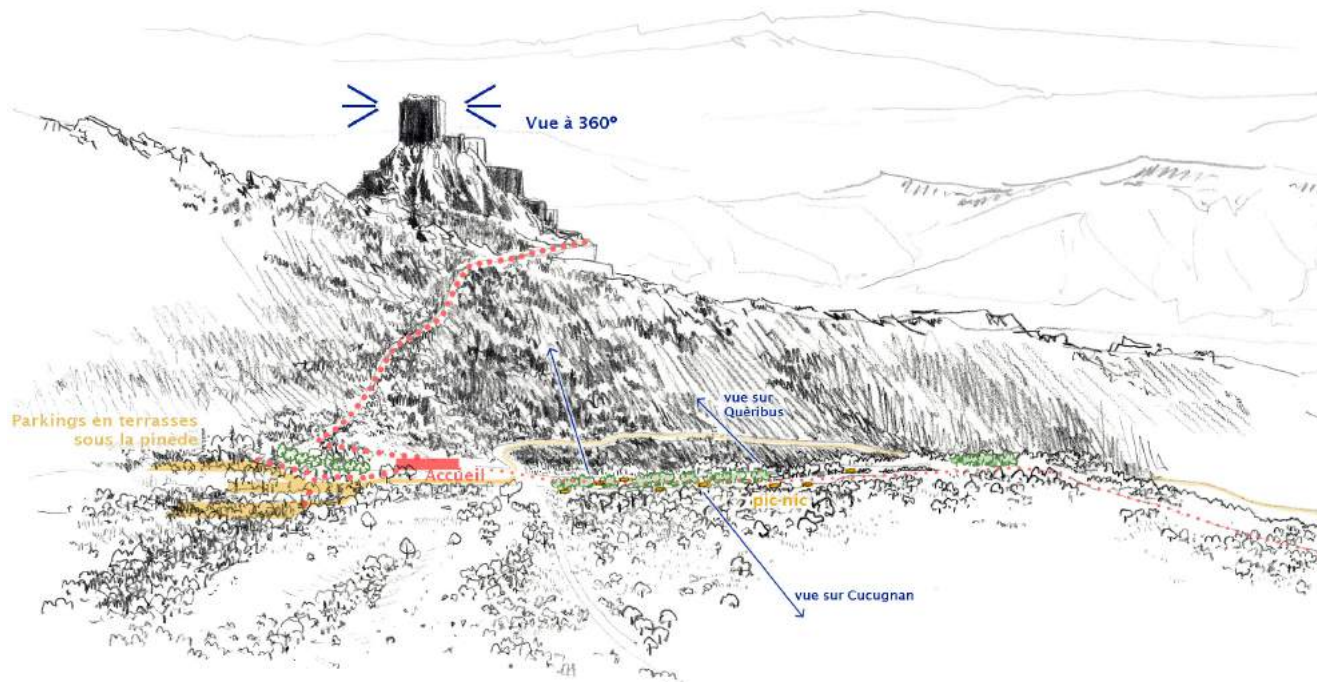 Vue à 360°
vue sur
Quéribus
Parkings en terrasses
sous la pinède
Accueil
pic-nic
vue sur Cucugnan